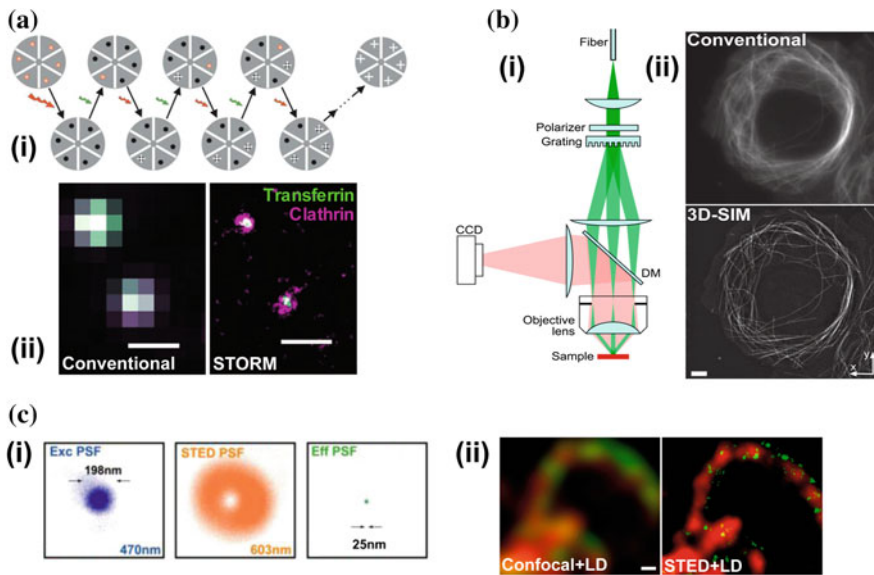 (a)
(i)
(ii)
Transferrin
Clathrin
Conventional
STORM
(b)
(i)
Fiber
Polarizer
Grating
CCD
DM
Objective
lens
Sample
(ii)
Conventional
3D-SIM
y
x
(c)
(i)
Exc PSF
198nm
470nm
STED PSF
603nm
Eff PSF
25nm
(ii)
Confocal+LD
STED+LD